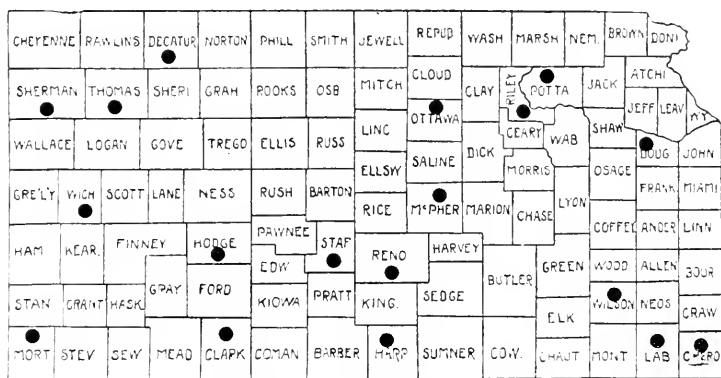 CHEYENNE RAWLINS DECATUR NORTON PHILL SMITH JEWELL REPUB WASH MARSH NEM. BROWN DONI
SHERMAN THOMAS SHERI GRAH ROOKS OSB MITCH CLOUD CLAY RILEY POTTA JACK ATCHI
JEFF LEAV WY
WALLACE LOGAN GOVE TREGO ELLIS RUSS LINC OTTAWA GEARY WAB SHAW DOUG JOHN
ELLSW SALINE DICK MORRIS OSAGE FRANK MIAMI
GRE'L'Y WICH SCOTT LANE NESS RUSH BARTON RICE McPHER MARION CHASE LYON COFFEE ANDER LINN
HAM KEAR. FINNEY HODGE PAWNEE STAF RENO HARVEY
EDW BUTLER GREEN WOOD ALLEN BOUR
STAN GRANT HASK GRAY FORD KIOWA PRATT KING. SEDGE ELK WILSON NEOS CRAW
MORT STEV SEW MEAD CLARK COMAN BARBER HARP SUMNER COW. CHAUT MONT LAB CHERO